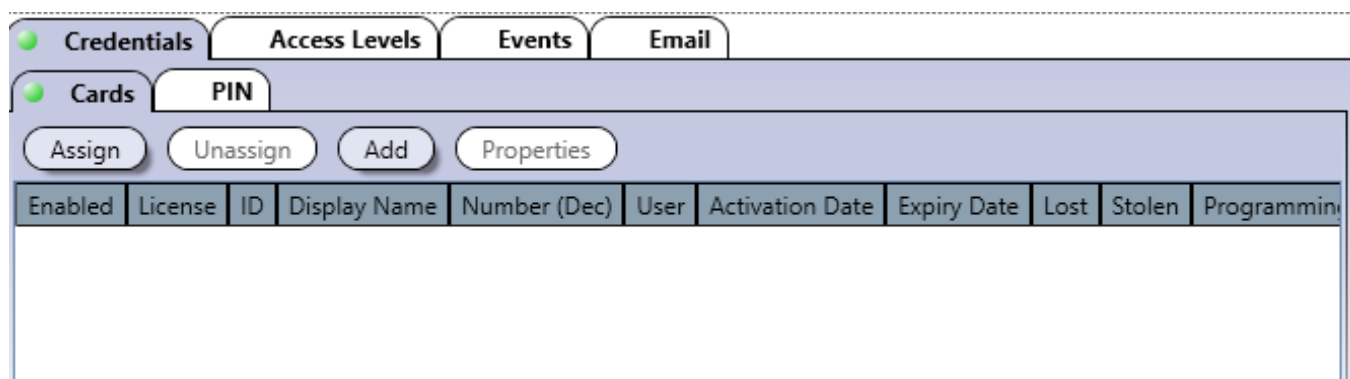 Credentials Access Levels Events Email
Cards PIN
Assign Unassign Add Properties
Enabled License ID Display Name Number (Dec) User Activation Date Expiry Date Lost Stolen